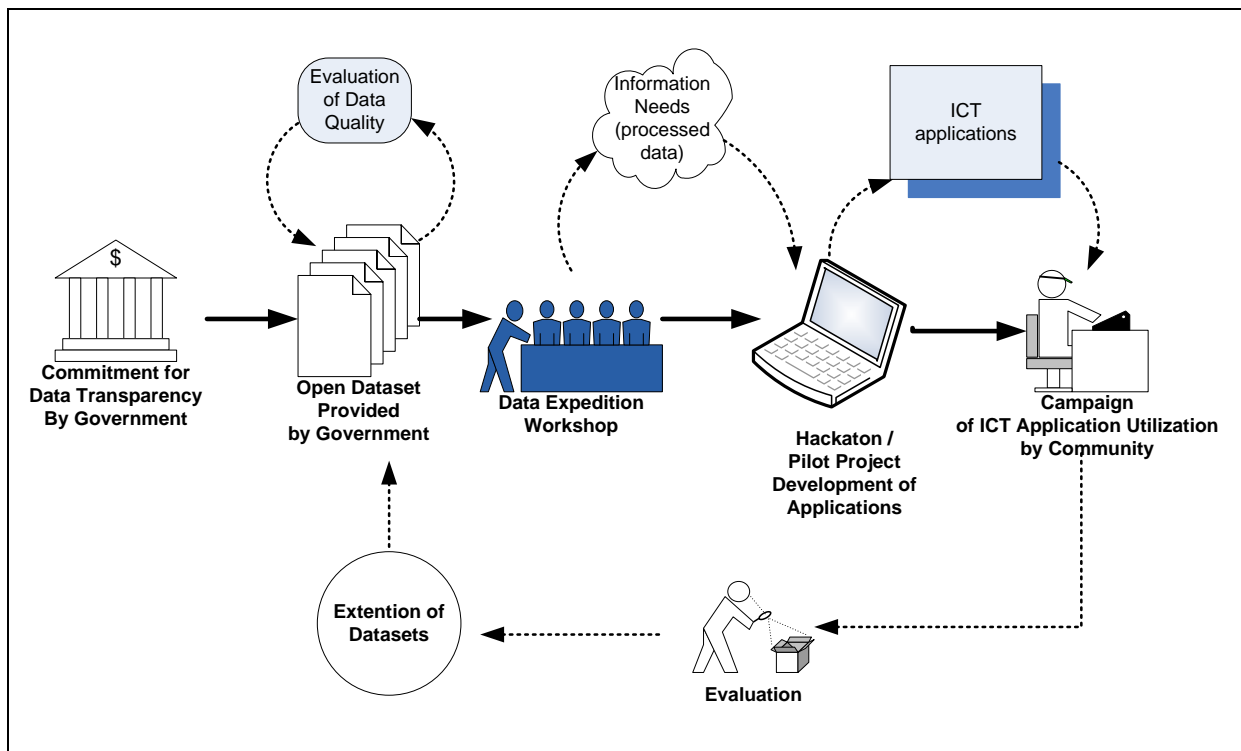 Evaluation
of Data
Quality
Information
Needs
(processed
data)
ICT
applications
$
Commitment for
Data Transparency
By Government
Open Dataset
Provided
by Government
Data Expedition
Workshop
Hackaton /
Pilot Project
Development of
Applications
Campaign
of ICT Application Utilization
by Community
Extention of
Datasets
Evaluation